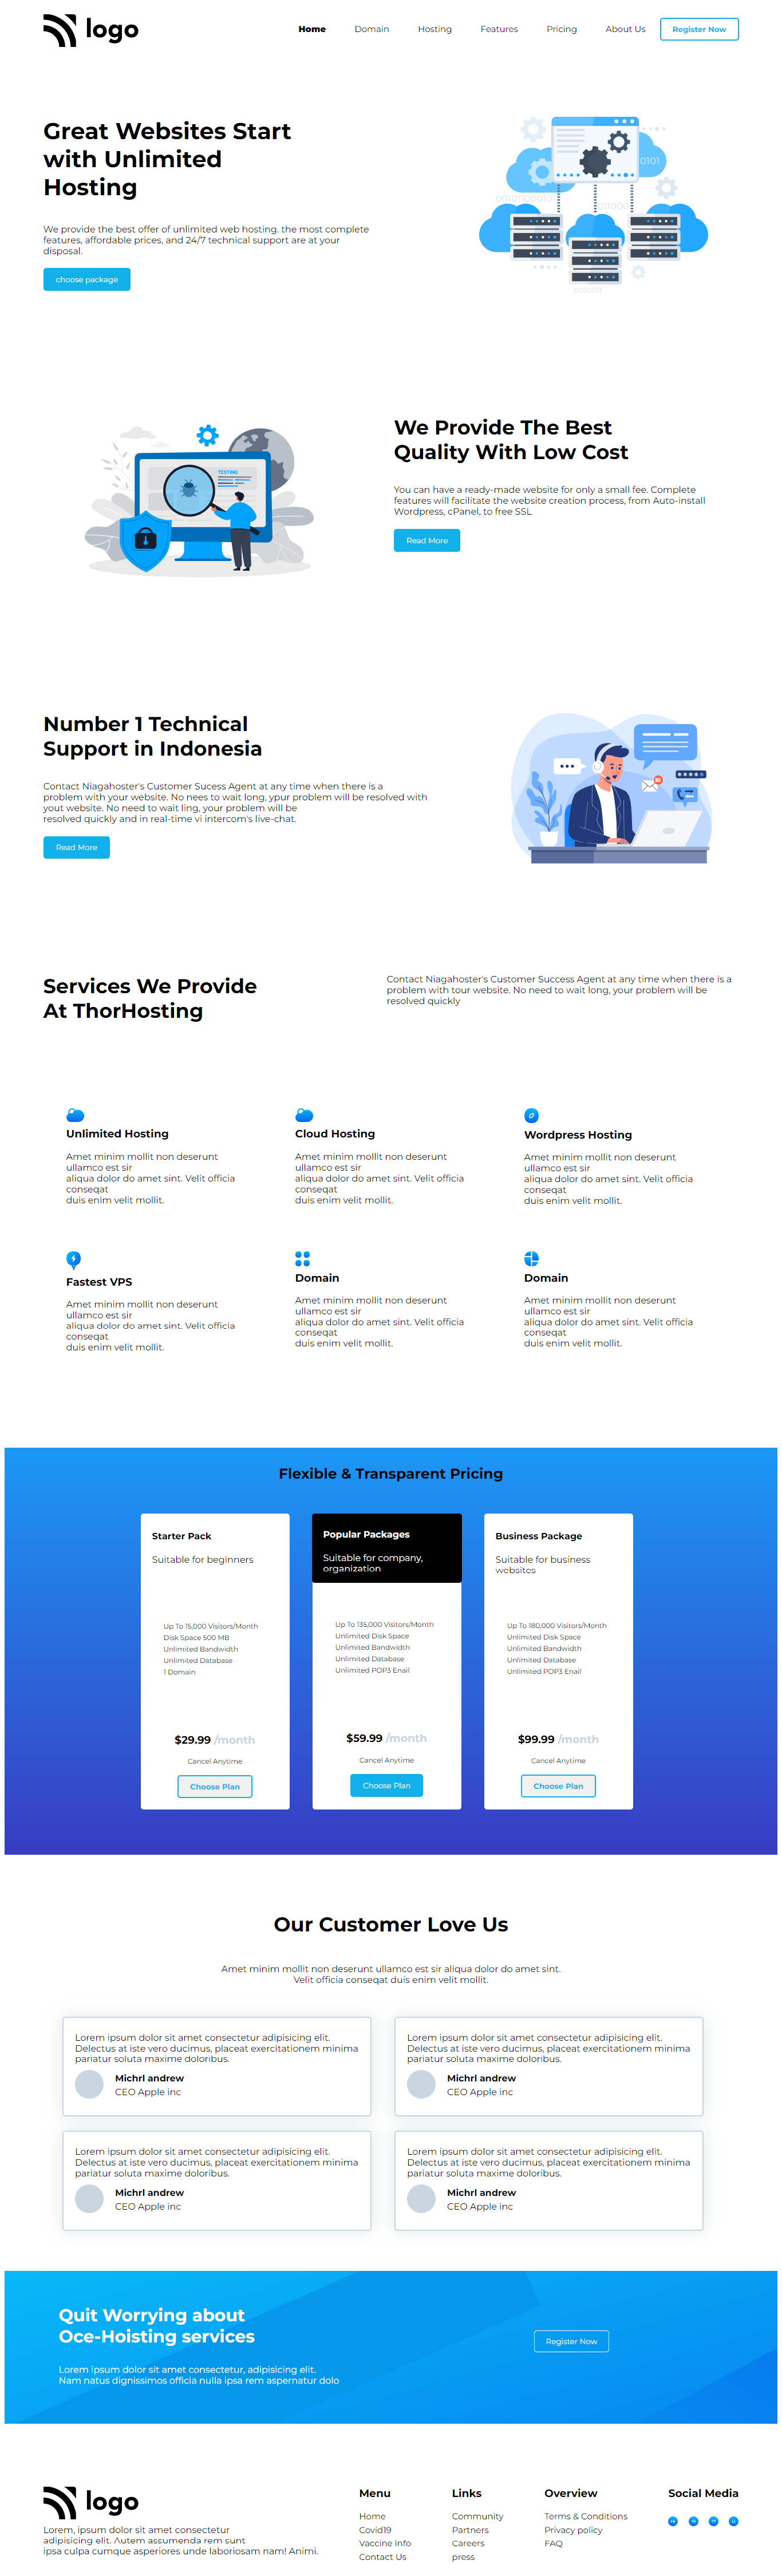 logo
Home Domain Hosting Features Pricing About Us Register Now
Great Websites Start
with Unlimited
Hosting
We provide the best offer of unlimited web hosting. the most complete
features, affordable prices, and 24/7 technical support are at your
disposal.
choose package
0101
001011000101
011000
0010101
We Provide The Best
Quality With Low Cost
You can have a ready-made website for only a small fee. Complete
features will facilitate the website creation process, from Auto-install
Wordpress, cPanel, to free SSL
Read More
TESTING
Number 1 Technical
Support in Indonesia
Contact Niagahoster's Customer Sucess Agent at any time when there is a
problem with your website. No nees to wait long, ypur problem will be resolved with
yout website. No need to wait ling, your problem will be
resolved quickly and in real-time vi intercom's live-chat.
Read More
Services We Provide
At ThorHosting
Contact Niagahoster's Customer Success Agent at any time when there is a
problem with tour website. No need to wait long, your problem will be
resolved quickly
Unlimited Hosting
Amet minim mollit non deserunt
ullamco est sir
aliqua dolor do amet sint. Velit officia
conseqat
duis enim velit mollit.
Cloud Hosting
Amet minim mollit non deserunt
ullamco est sir
aliqua dolor do amet sint. Velit officia
conseqat
duis enim velit mollit.
Wordpress Hosting
Amet minim mollit non deserunt
ullamco est sir
aliqua dolor do amet sint. Velit officia
conseqat
duis enim velit mollit.
Fastest VPS
Amet minim mollit non deserunt
ullamco est sir
aliqua dolor do amet sint. Velit officia
conseqat
duis enim velit mollit.
Domain
Amet minim mollit non deserunt
ullamco est sir
aliqua dolor do amet sint. Velit officia
conseqat
duis enim velit mollit.
Domain
Amet minim mollit non deserunt
ullamco est sir
aliqua dolor do amet sint. Velit officia
conseqat
duis enim velit mollit.
Flexible & Transparent Pricing
Starter Pack
Suitable for beginners
Up To 15,000 Visitors/Month
Disk Space 500 MB
Unlimited Bandwidth
Unlimited Database
1 Domain
$29.99 /month
Cancel Anytime
Choose Plan
Popular Packages
Suitable for company,
organization
Up To 135,000 Visitors/Month
Unlimited Disk Space
Unlimited Bandwidth
Unlimited Database
Unlimited POP3 Enail
$59.99 /month
Cancel Anytime
Choose Plan
Business Package
Suitable for business
websites
Up To 180,000 Visitors/Month
Unlimited Disk Space
Unlimited Bandwidth
Unlimited Database
Unlimited POP3 Enail
$99.99 /month
Cancel Anytime
Choose Plan
Our Customer Love Us
Amet minim mollit non deserunt ullamco est sir aliqua dolor do amet sint.
Velit officia conseqat duis enim velit mollit.
Lorem ipsum dolor sit amet consectetur adipisicing elit.
Delectus at iste vero ducimus, placeat exercitationem minima
pariatur soluta maxime doloribus.
Michrl andrew
CEO Apple inc
Lorem ipsum dolor sit amet consectetur adipisicing elit.
Delectus at iste vero ducimus, placeat exercitationem minima
pariatur soluta maxime doloribus.
Michrl andrew
CEO Apple inc
Lorem ipsum dolor sit amet consectetur adipisicing elit.
Delectus at iste vero ducimus, placeat exercitationem minima
pariatur soluta maxime doloribus.
Michrl andrew
CEO Apple inc
Lorem ipsum dolor sit amet consectetur adipisicing elit.
Delectus at iste vero ducimus, placeat exercitationem minima
pariatur soluta maxime doloribus.
Michrl andrew
CEO Apple inc
Quit Worrying about
Oce-Hoisting services
Lorem ipsum dolor sit amet consectetur, adipisicing elit.
Nam natus dignissimos officia nulla ipsa rem aspernatur dolo
Register Now
logo
Lorem, ipsum dolor sit amet consectetur
adipisicing elit. Autem assumenda rem sunt
ipsa culpa cumque asperiores unde laboriosam nam! Animi.
Menu
Home
Covid19
Vaccine info
Contact Us
Links
Community
Partners
Careers
press
Overview
Terms & Conditions
Privacy policy
FAQ
Social Media